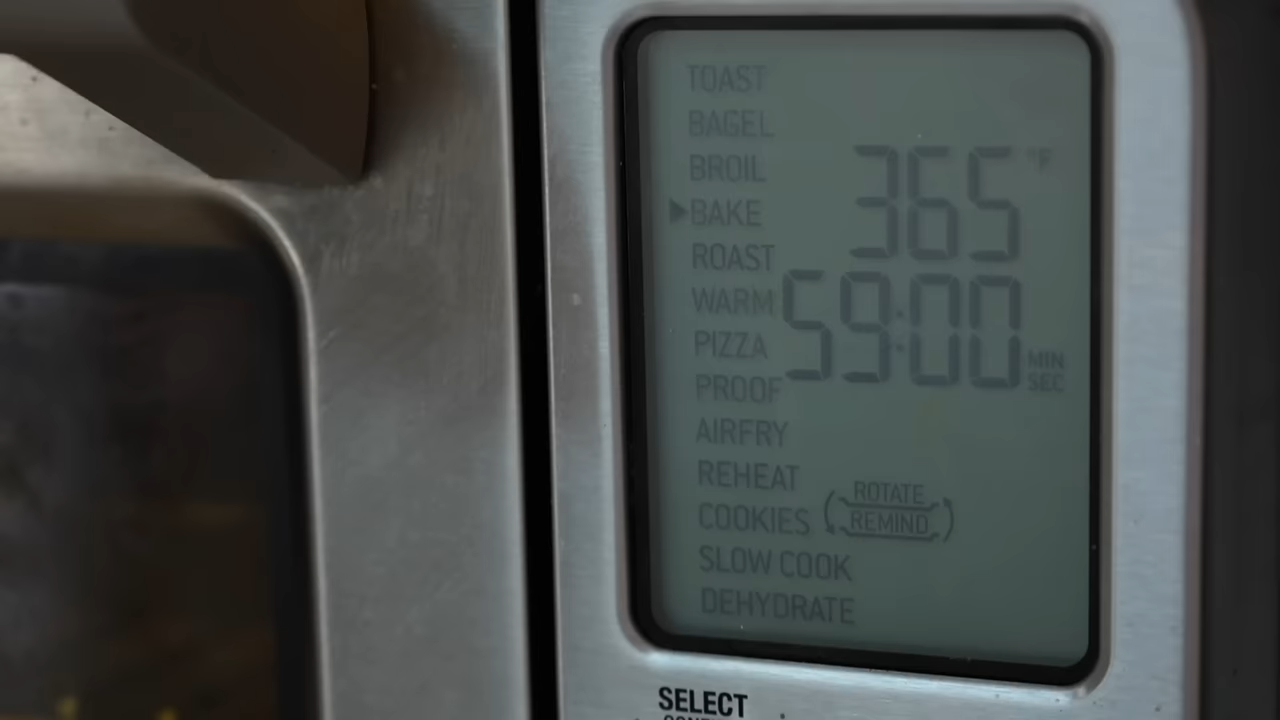 TOAST
BAGEL
BROIL
365 °F
BAKE
ROAST
WARM
59:00
MIN
SEC
PIZZA
PROOF
AIRFRY
REHEAT
COOKIES
ROTATE
REMIND
SLOW COOK
DEHYDRATE
SELECT